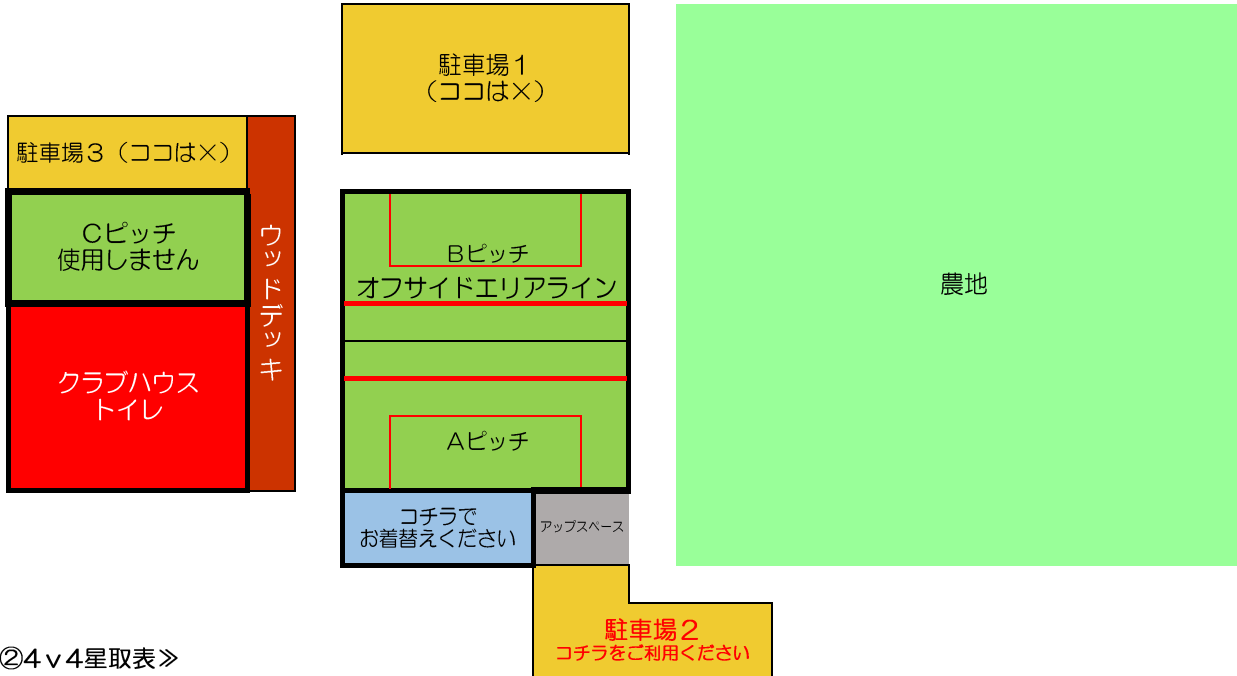 駐車場１
（ココは×）
駐車場３（ココは×）
Ｃピッチ
使用しません
ウッドデッキ
クラブハウス
トイレ
Ｂピッチ
オフサイドエリアライン
Ａピッチ
コチラで
お着替えください
アップスペース
農地
駐車場２
コチラをご利用ください
②４ｖ４星取表≫